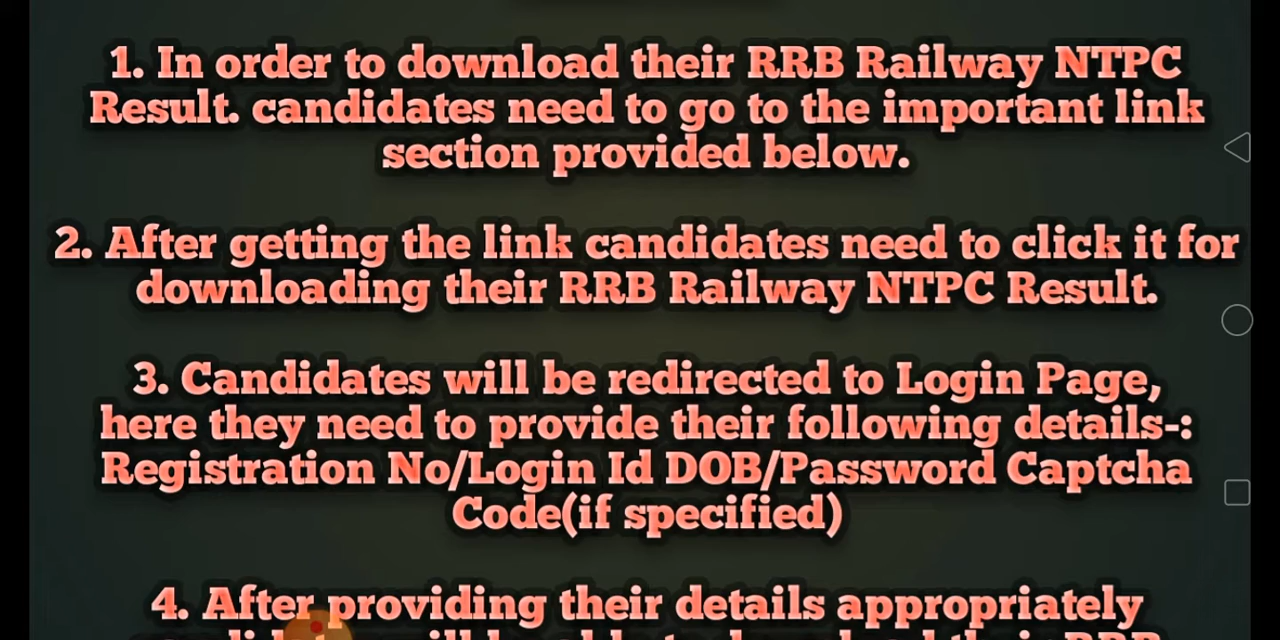 1. In order to download their RRB Railway NTPC
Result. candidates need to go to the important link
section provided below.
2. After getting the link candidates need to click it for
downloading their RRB Railway NTPC Result.
3. Candidates will be redirected to Login Page,
here they need to provide their following details-:
Registration No/Login Id DOB/Password Captcha
Code(if specified)
4. After providing their details appropriately